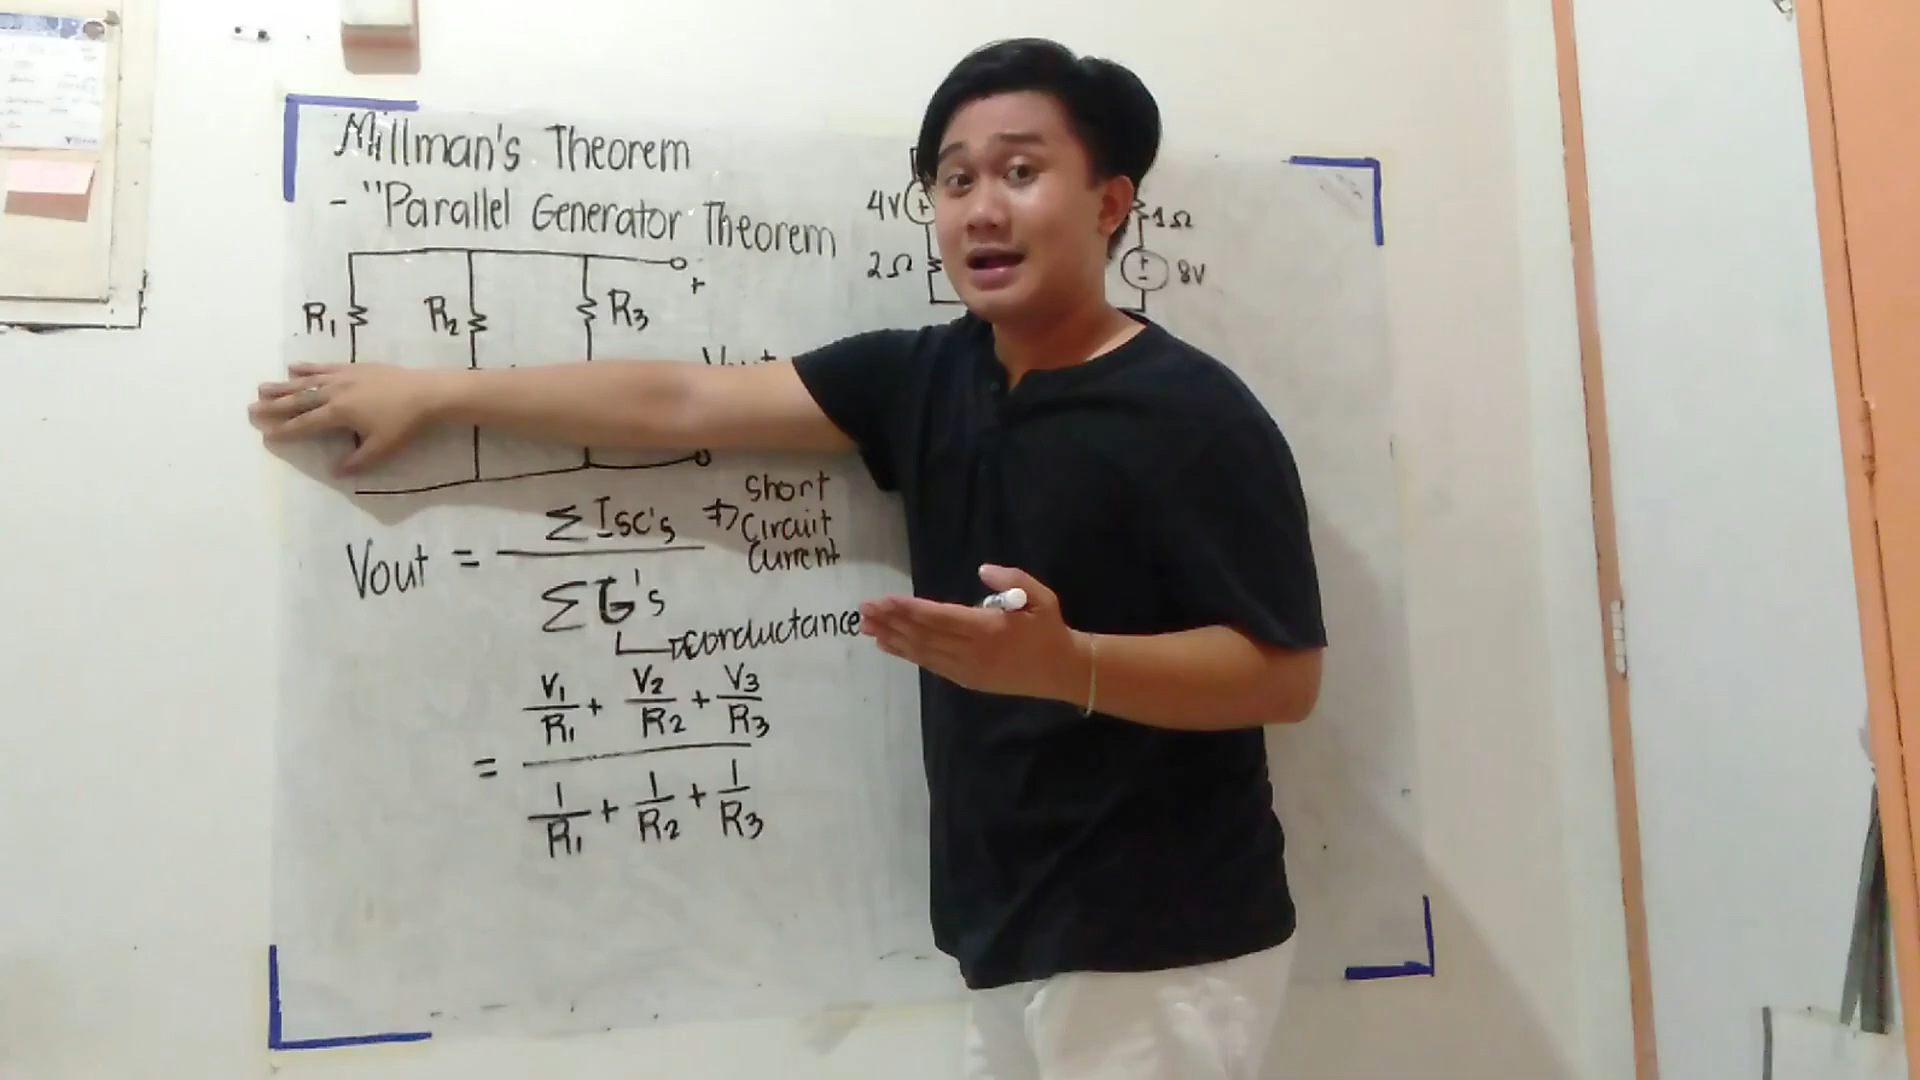 Millman's Theorem
- "Parallel Generator Theorem
R1
R2
R3
+
Vout = ΣIsc's / ΣG's
⇒ Short
Circuit
Current
conductance
= (V1/R1 + V2/R2 + V3/R3) / (1/R1 + 1/R2 + 1/R3)
4V
+
2Ω
1Ω
+
-
8V